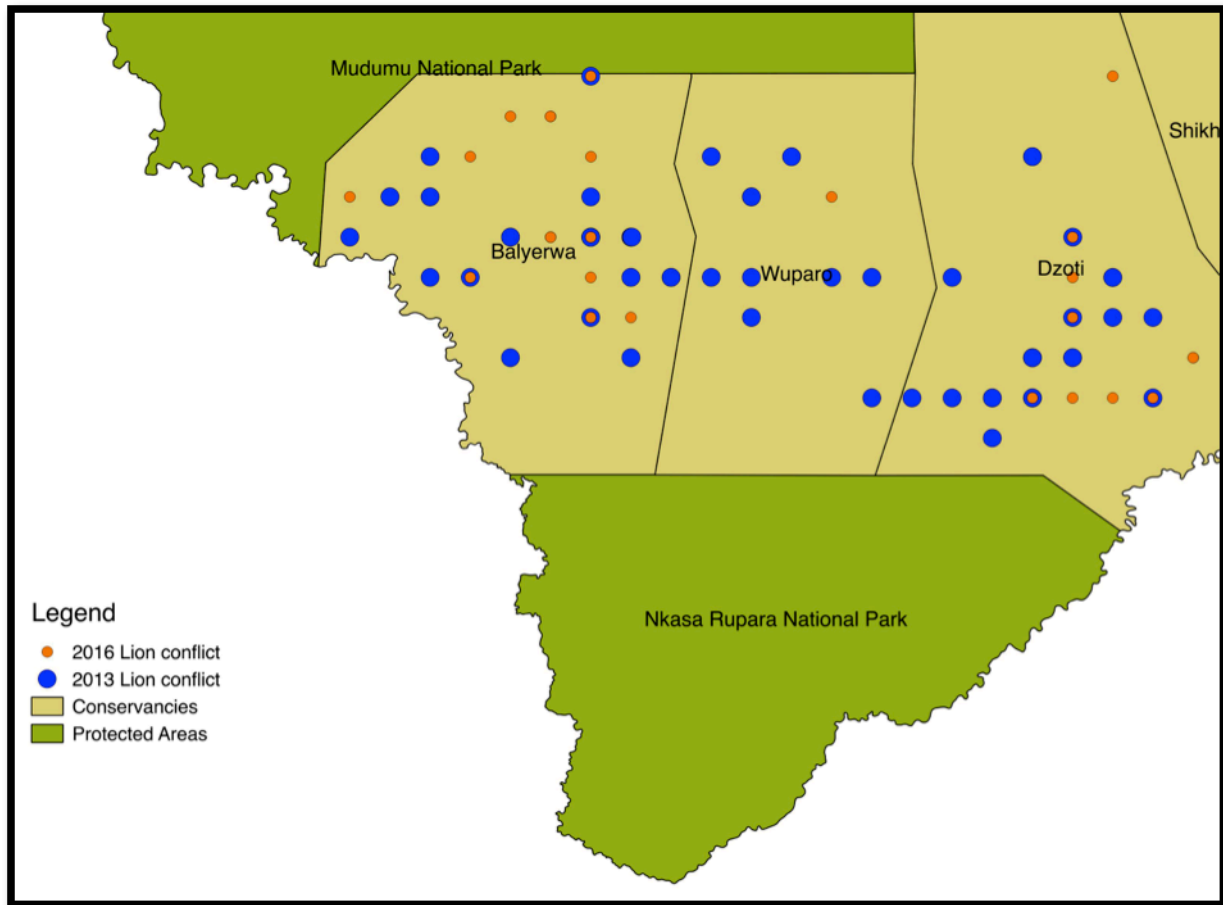 Mudumu National Park
Shikh
Balyerwa
Wuparo
Dzoti
Nkasa Rupara National Park
Legend
2016 Lion conflict
2013 Lion conflict
Conservancies
Protected Areas